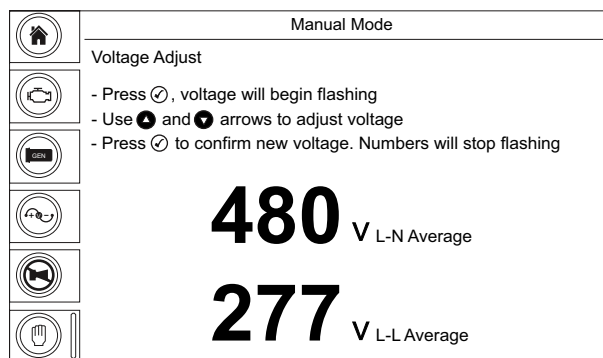 Manual Mode
Voltage Adjust
- Press ✓, voltage will begin flashing
- Use ▲ and ▼ arrows to adjust voltage
- Press ✓ to confirm new voltage. Numbers will stop flashing
GEN
480 V L-N Average
277 V L-L Average